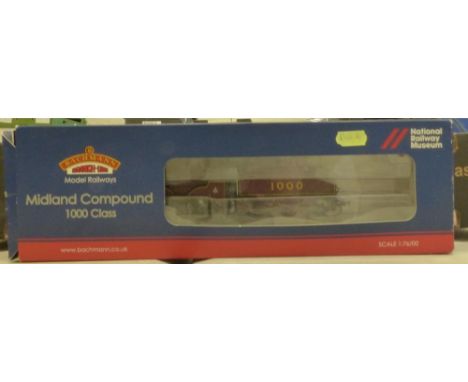 BACHMANN
Model Railways
Midland Compound
1000 Class
www.bachmann.co.uk
1000
National
Railway
Museum
SCALE 1:76/00